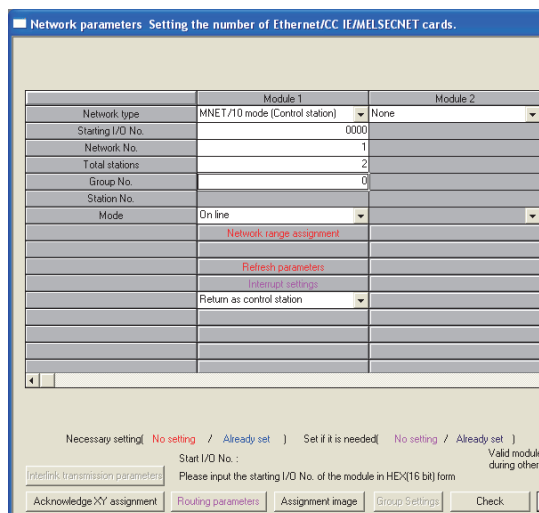 Network parameters Setting the number of Ethernet/CC IE/MELSECNET cards.
Module 1 Module 2
Network type MNET/10 mode (Control station) None
Starting I/O No. 0000
Network No. 1
Total stations 2
Group No. 0
Station No.
Mode On line
Network range assignment
Refresh parameters
Interrupt settings
Return as control station
Necessary setting( No setting / Already set ) Set if it is needed( No setting / Already set )
Start I/O No. : Valid module
during other
Interlink transmission parameters Please input the starting I/O No. of the module in HEX(16 bit) form
Acknowledge XY assignment Routing parameters Assignment image Group Settings Check